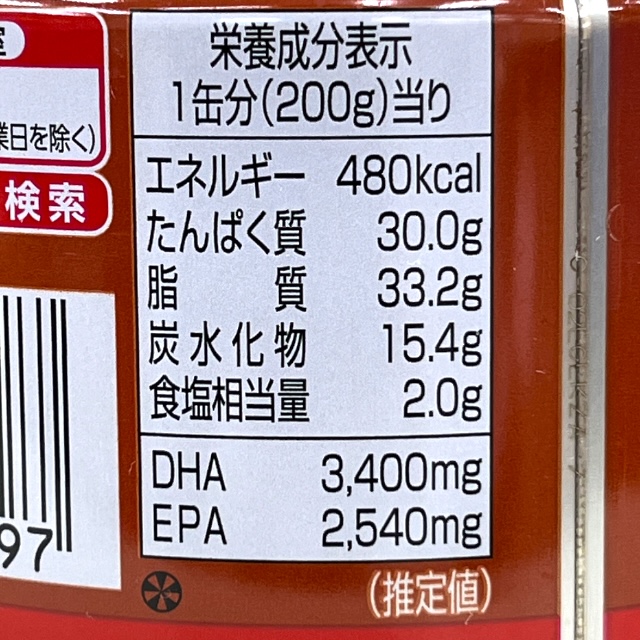 室
業日を除く)
検索
97
栄養成分表示
1缶分(200g)当り
エネルギー 480kcal
たんぱく質 30.0g
脂質 33.2g
炭水化物 15.4g
食塩相当量 2.0g
DHA 3,400mg
EPA 2,540mg
(推定値)